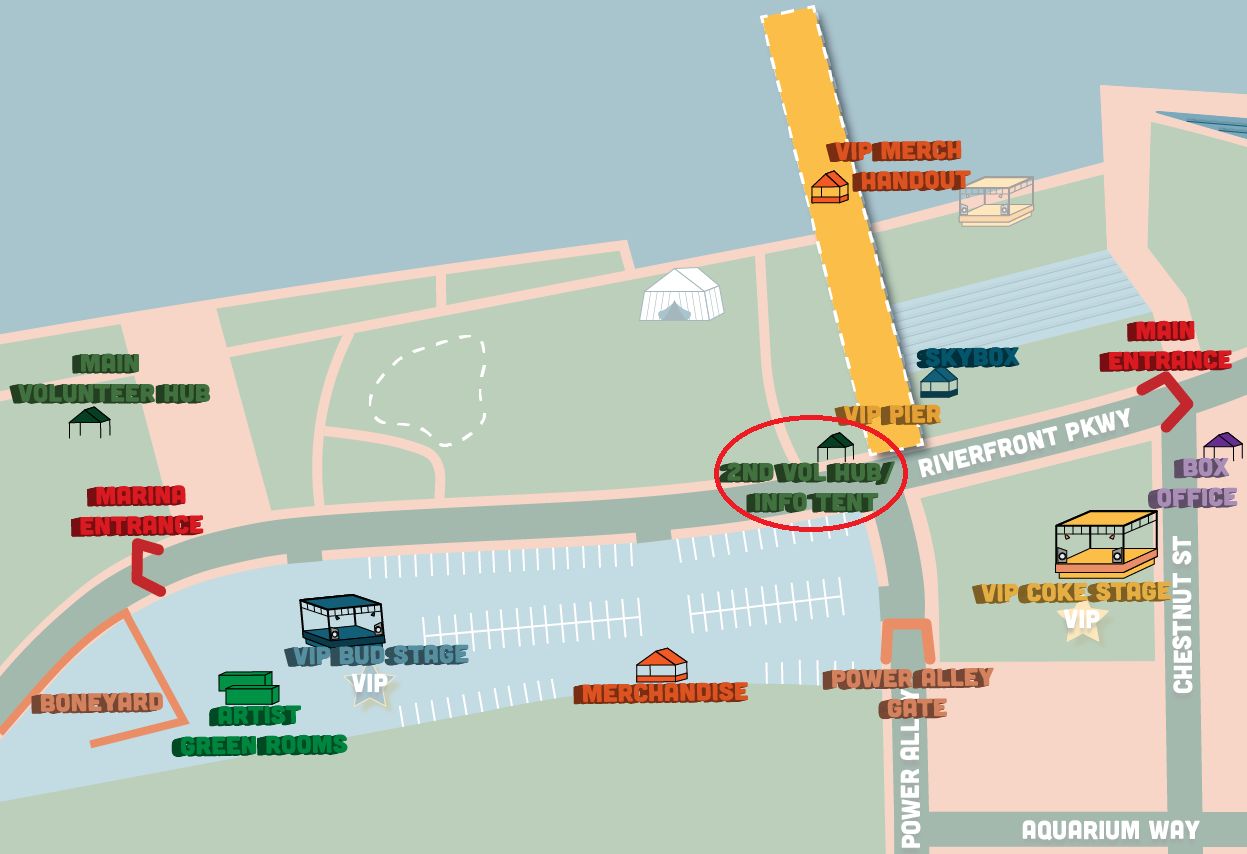 VIP MERCH
HANDOUT
MAIN
ENTRANCE
SKYBOX
MAIN
VOLUNTEER HUB
VIP PIER
RIVERFRONT PKWY
2ND VOL HUB/
INFO TENT
BOX
OFFICE
MARINA
ENTRANCE
VIP COKE STAGE
VIP
CHESTNUT ST
VIP BUD STAGE
VIP
MERCHANDISE
POWER ALLEY
GATE
BONEYARD
ARTIST
GREEN ROOMS
POWER ALLY
AQUARIUM WAY